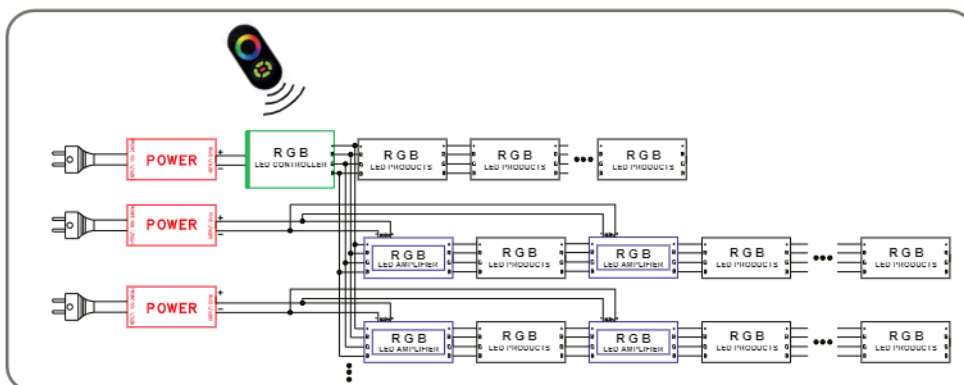 POWER
+
−
RGB
LED CONTROLLER
RGB
LED PRODUCTS
RGB
LED PRODUCTS
RGB
LED PRODUCTS
POWER
+
−
RGB
LED AMPLIFIER
RGB
LED PRODUCTS
RGB
LED AMPLIFIER
RGB
LED PRODUCTS
RGB
LED PRODUCTS
POWER
+
−
RGB
LED AMPLIFIER
RGB
LED PRODUCTS
RGB
LED AMPLIFIER
RGB
LED PRODUCTS
RGB
LED PRODUCTS